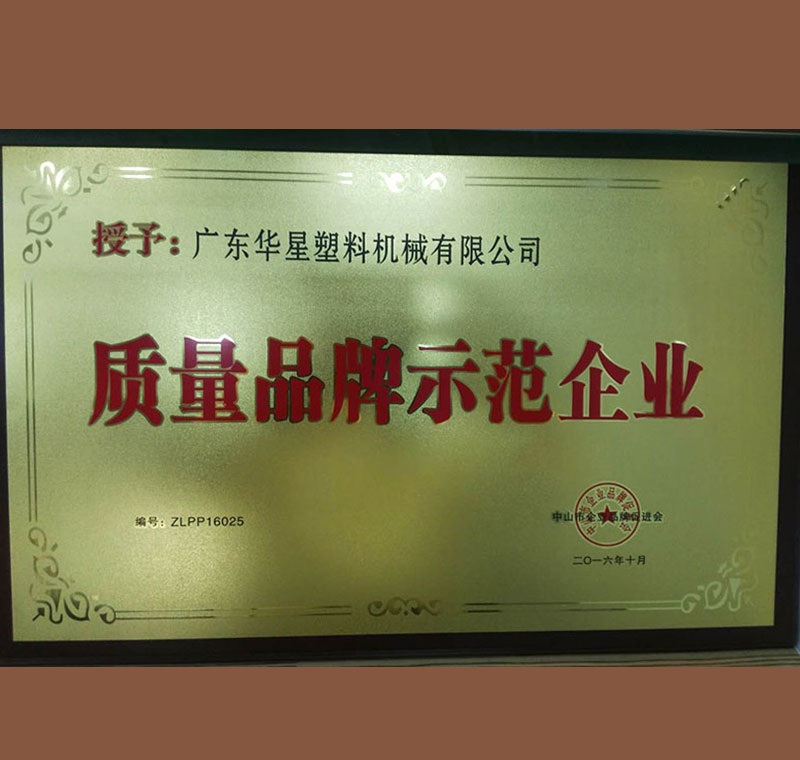 授予：广东华星塑料机械有限公司
质量品牌示范企业
编号：ZLPP16025
中山市企业品牌促进会
二〇一六年十月